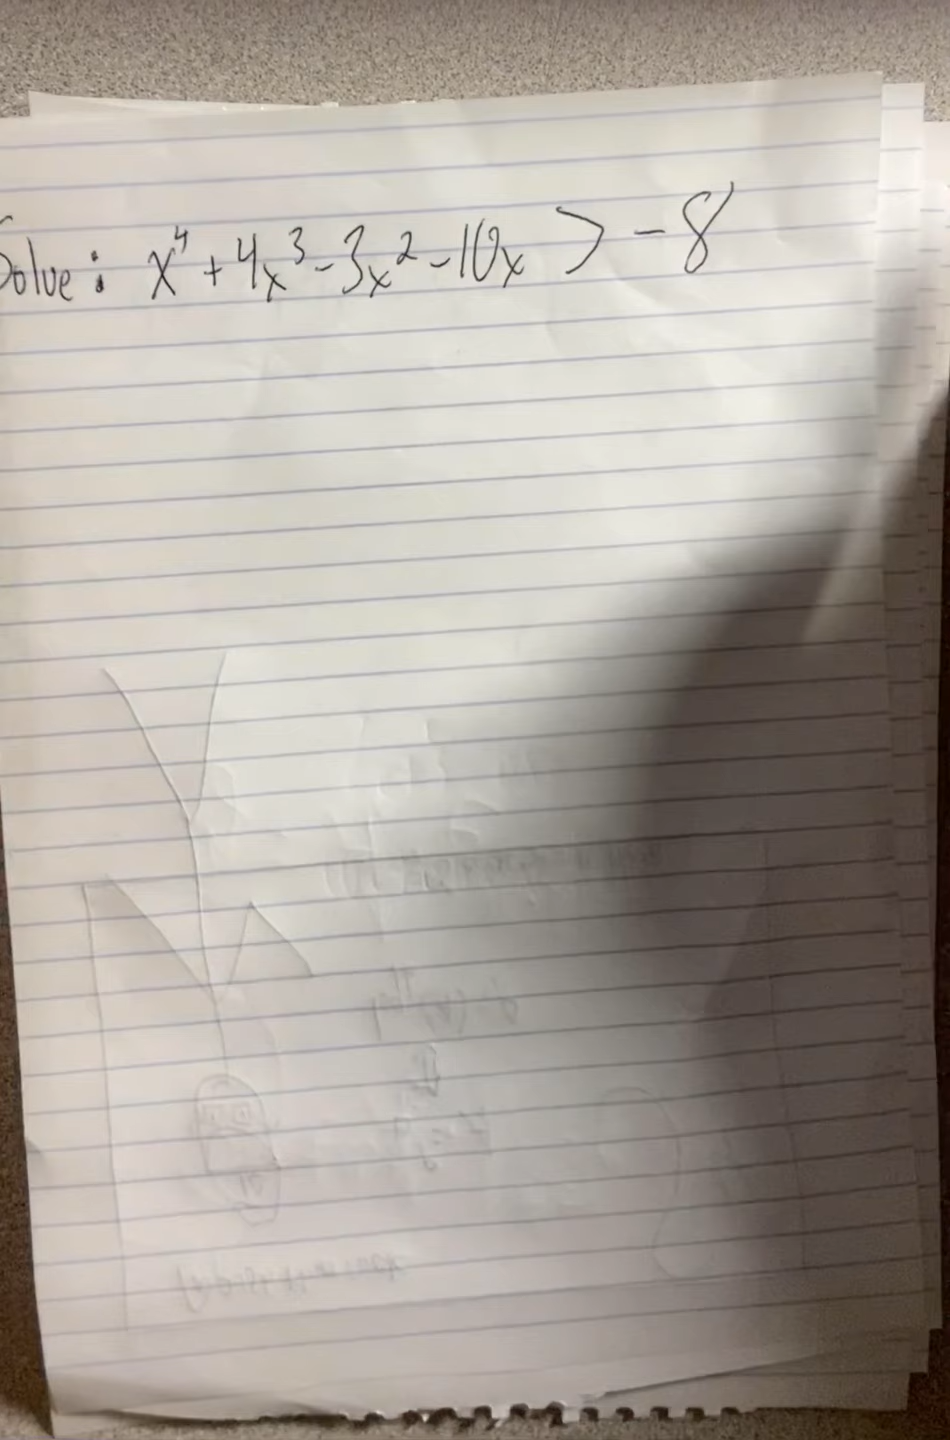 Solve: x⁴ + 4x³ - 3x² - 10x > -8